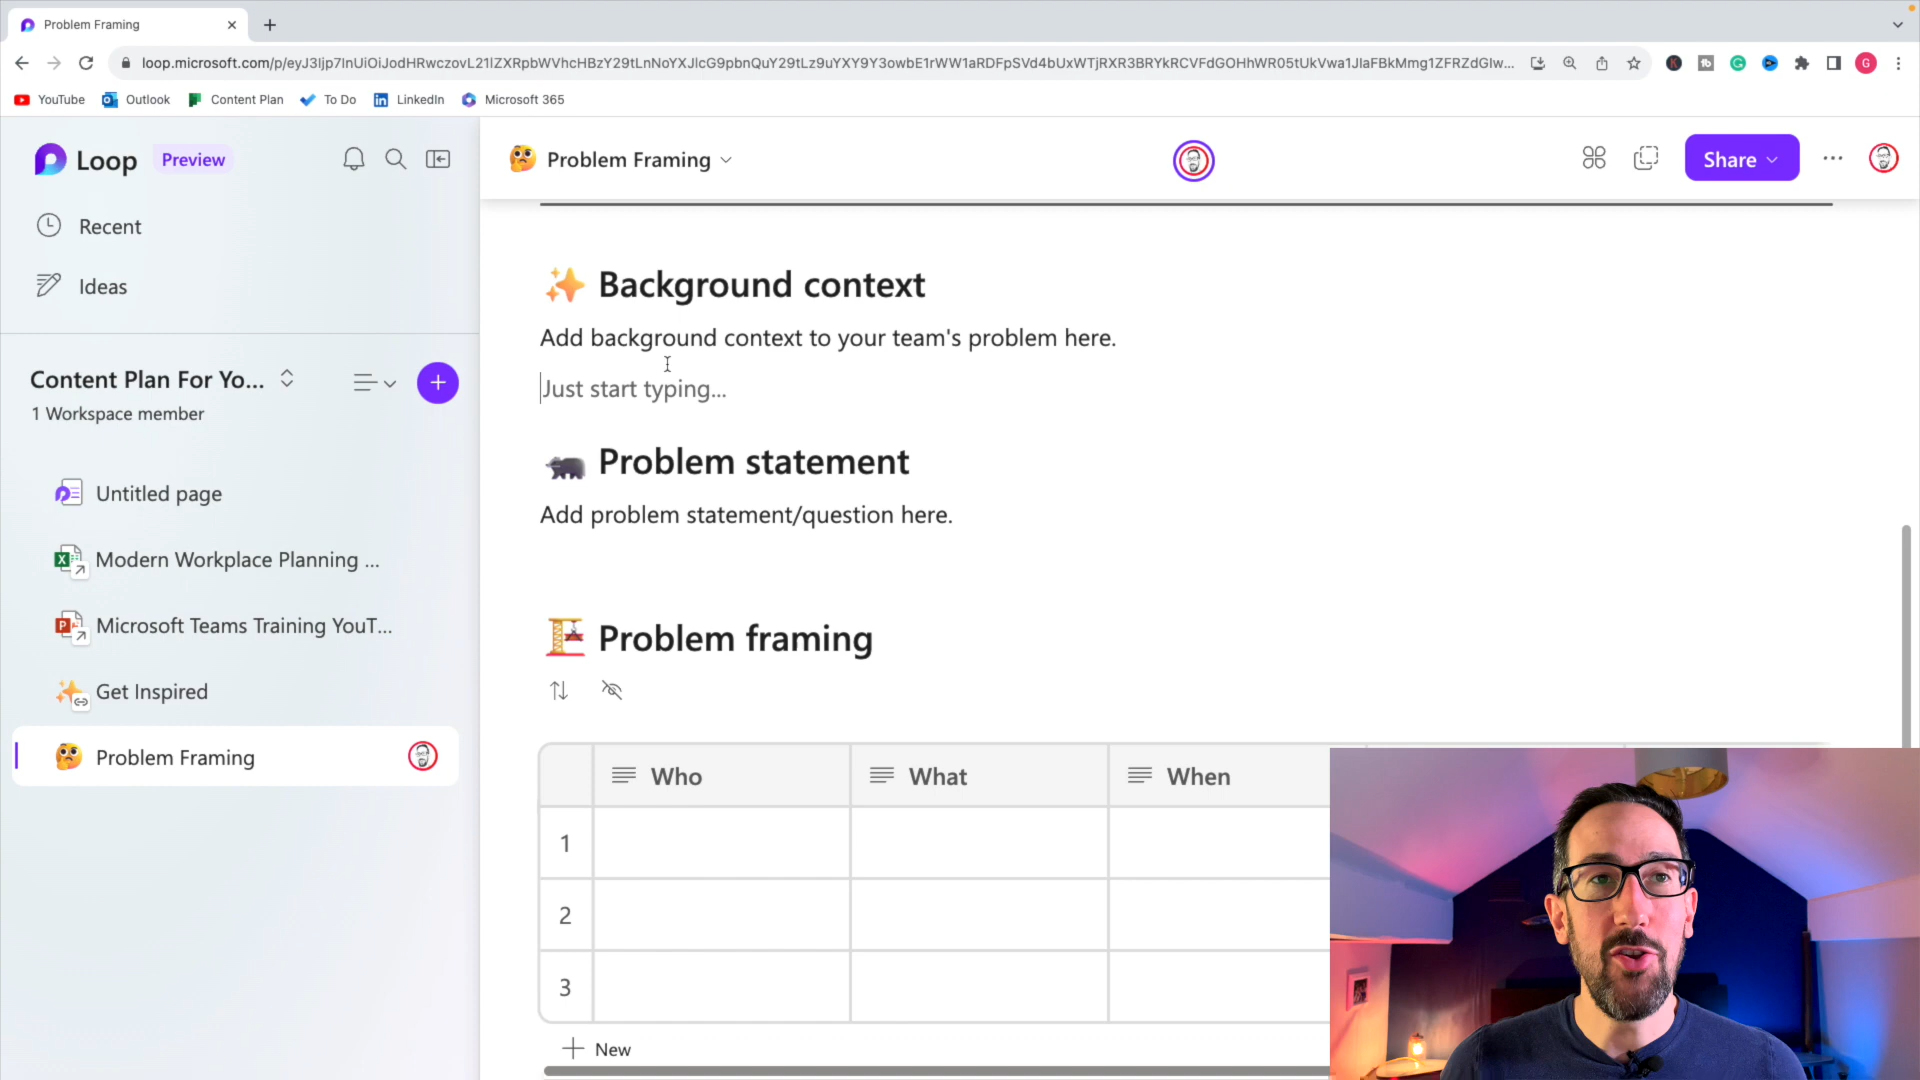 Problem Framing
loop.microsoft.com/p/
YouTube Outlook Content Plan To Do LinkedIn Microsoft 365
Loop Preview
Problem Framing
Share
Recent
Ideas
Content Plan For Yo...
1 Workspace member
Untitled page
Modern Workplace Planning ...
Microsoft Teams Training YouT...
Get Inspired
Problem Framing
Background context
Add background context to your team's problem here.
Just start typing...
Problem statement
Add problem statement/question here.
Problem framing
Who What When
1
2
3
New